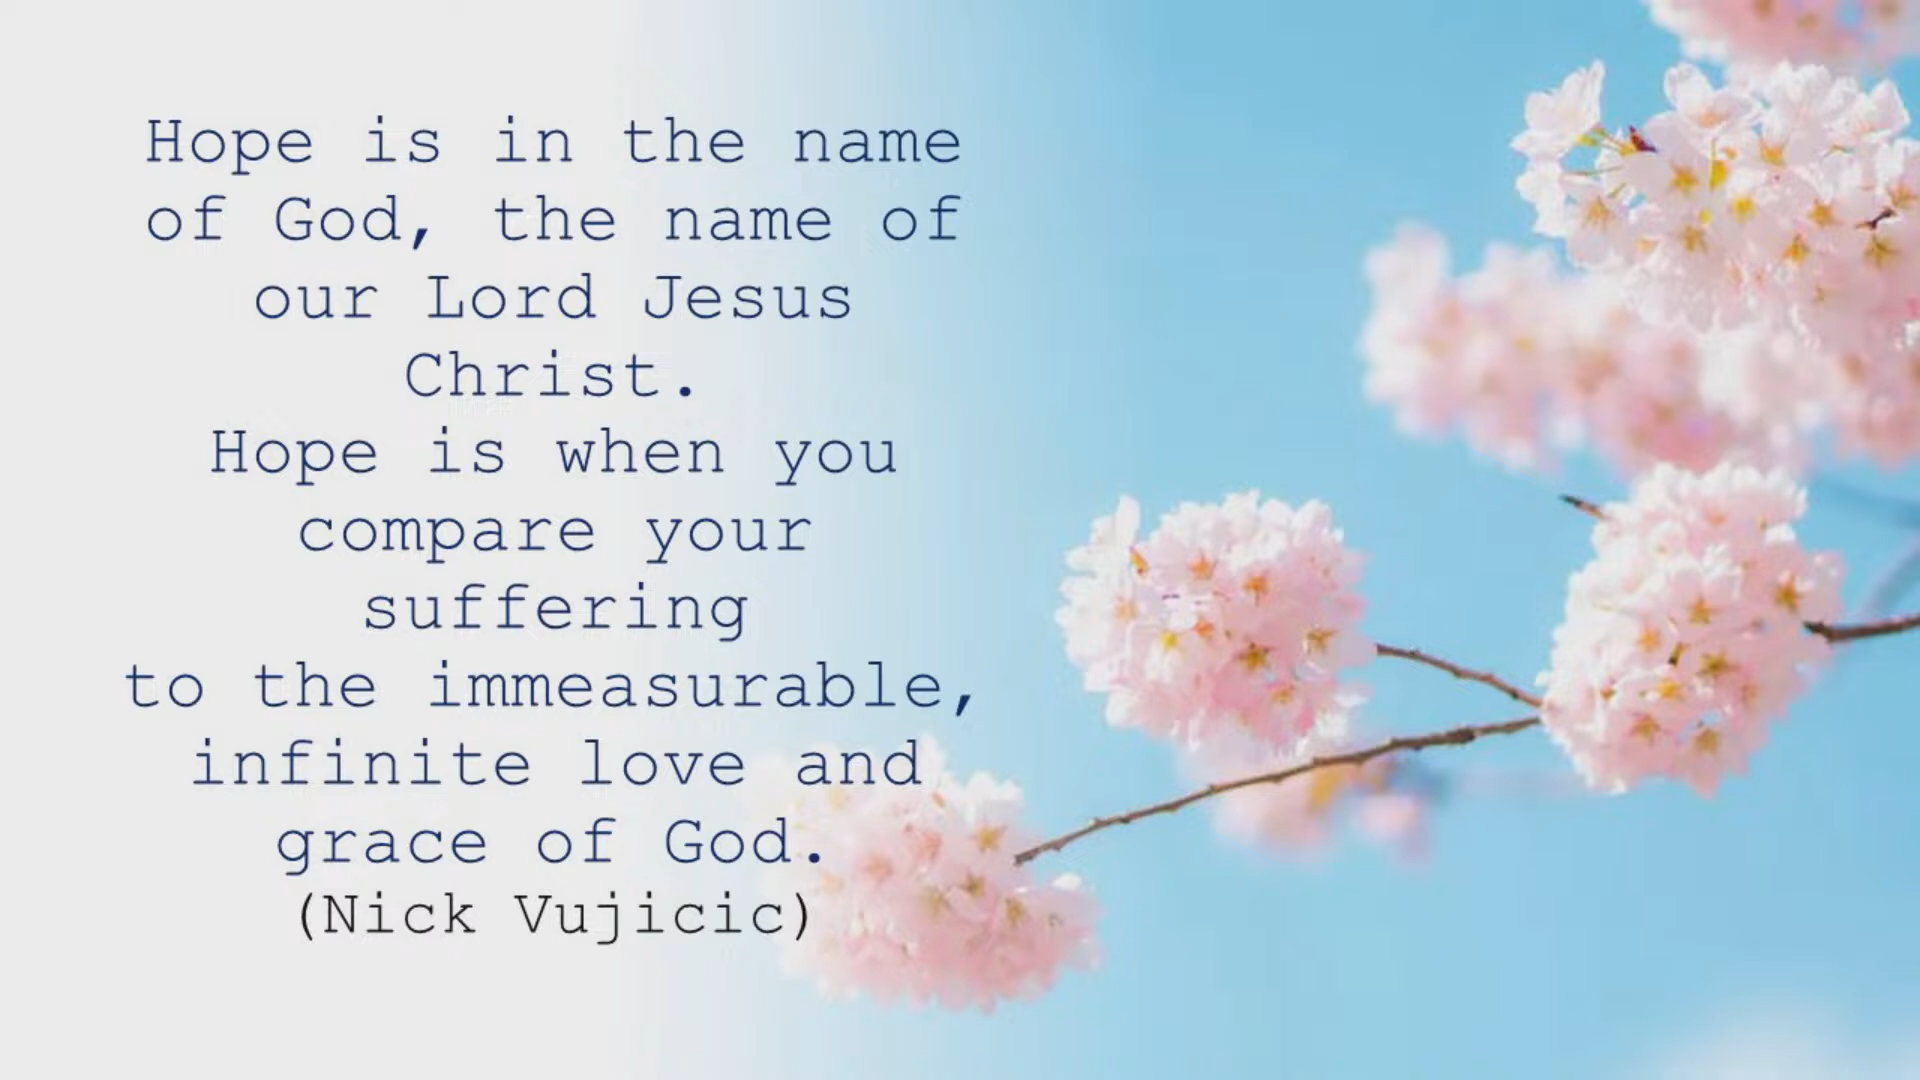 Hope is in the name
of God, the name of
our Lord Jesus
Christ.
Hope is when you
compare your
suffering
to the immeasurable,
infinite love and
grace of God.
(Nick Vujicic)